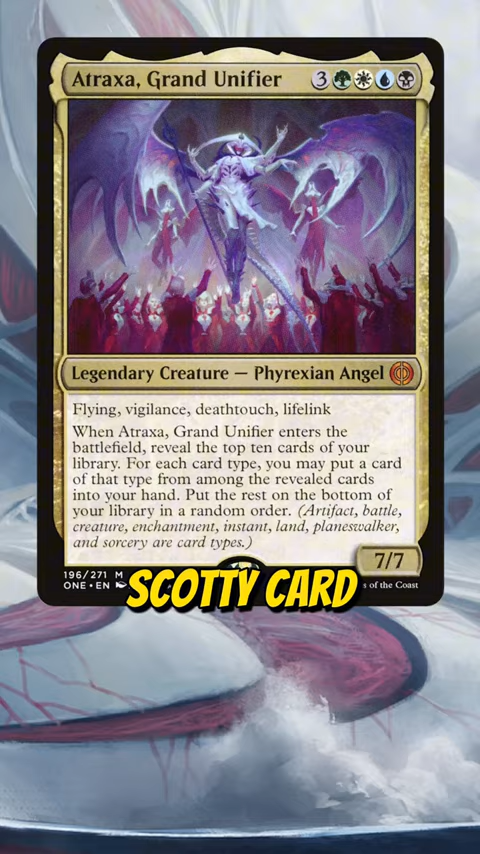 Atraxa, Grand Unifier 3
Legendary Creature — Phyrexian Angel
Flying, vigilance, deathtouch, lifelink
When Atraxa, Grand Unifier enters the
battlefield, reveal the top ten cards of your
library. For each card type, you may put a card
of that type from among the revealed cards
into your hand. Put the rest on the bottom of
your library in a random order. (Artifact, battle,
creature, enchantment, instant, land, planeswalker,
and sorcery are card types.)
7/7
196/271 M
ONE • EN
of the Coast
SCOTTY CARD